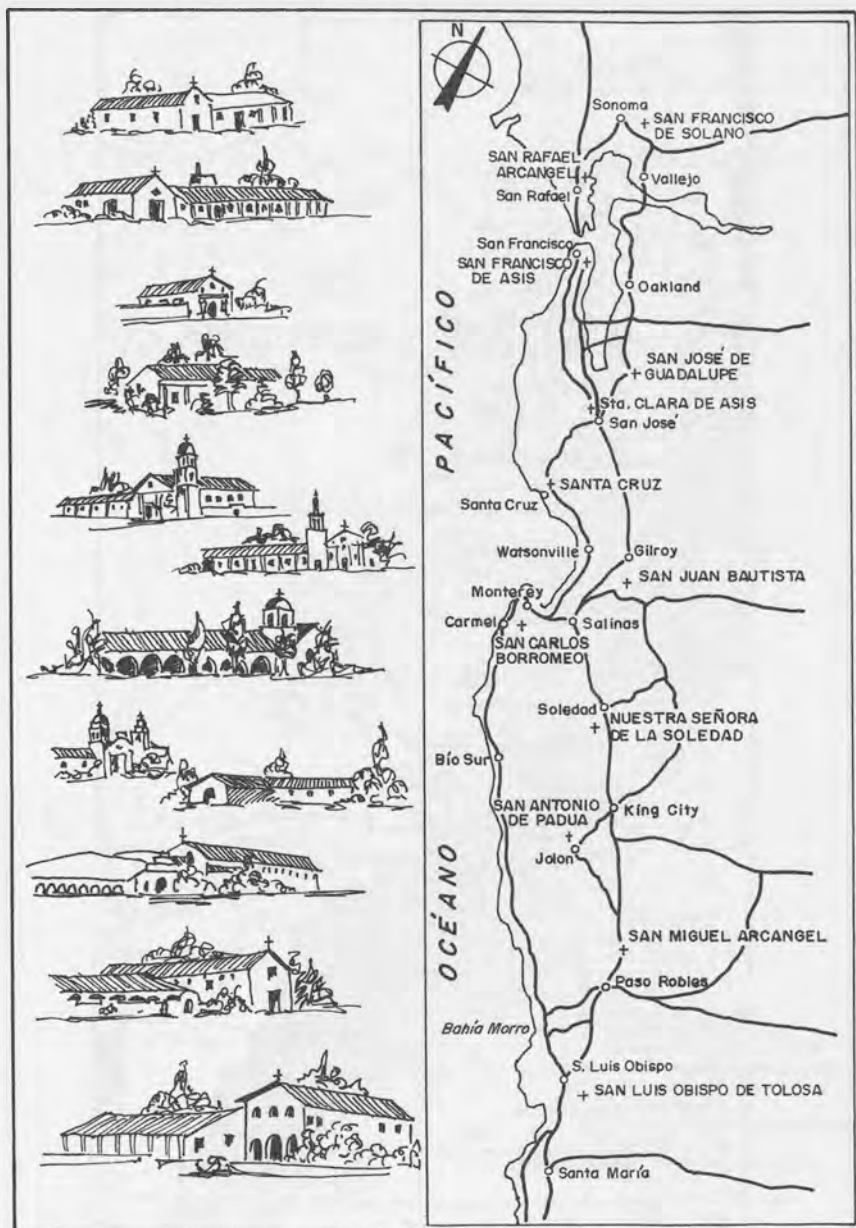 N
Sonoma
SAN FRANCISCO
DE SOLANO
SAN RAFAEL
ARCANGEL
San Rafael
Vallejo
San Francisco
SAN FRANCISCO
DE ASIS
Oakland
PACÍFICO
SAN JOSÉ DE
GUADALUPE
Sta. CLARA DE ASIS
San José
SANTA CRUZ
Santa Cruz
Watsonville
Gilroy
SAN JUAN BAUTISTA
Monterey
Carmel
Salinas
SAN CARLOS
BORROMEO
Soledad
NUESTRA SEÑORA
DE LA SOLEDAD
Bío Sur
SAN ANTONIO
DE PADUA
King City
Jolon
OCÉANO
SAN MIGUEL ARCANGEL
Paso Robles
Bahía Morro
S. Luis Obispo
SAN LUIS OBISPO DE TOLOSA
Santa María